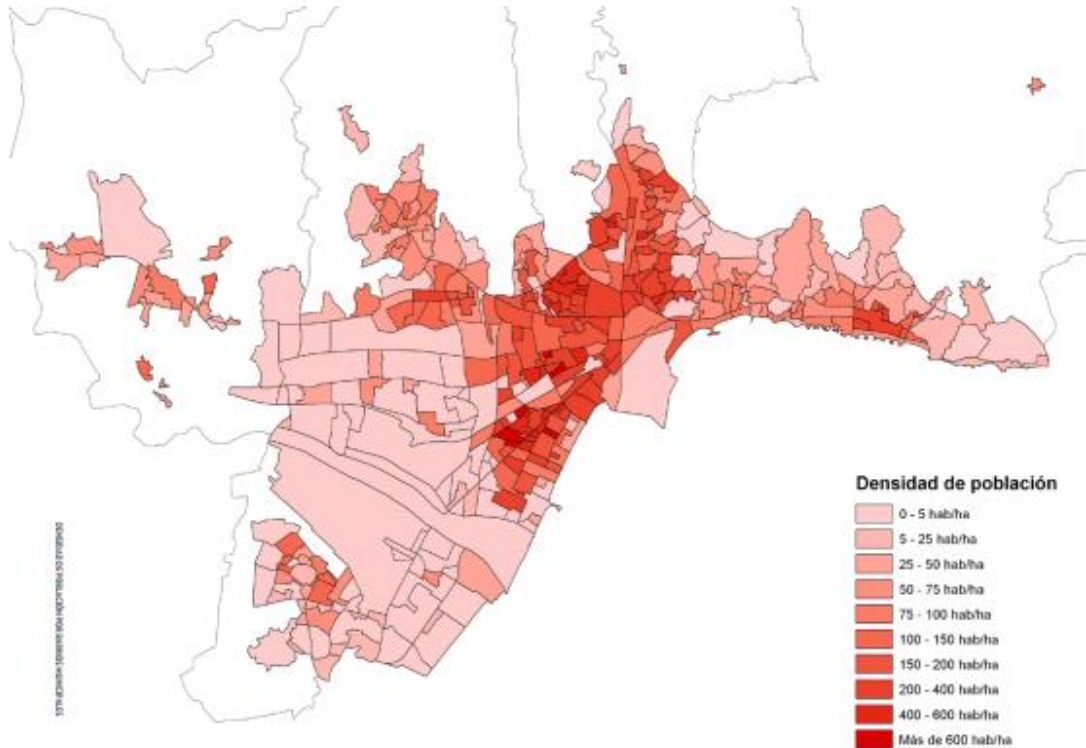 Densidad de población
0 - 5 hab/ha
5 - 25 hab/ha
25 - 50 hab/ha
50 - 75 hab/ha
75 - 100 hab/ha
100 - 150 hab/ha
150 - 200 hab/ha
200 - 400 hab/ha
400 - 600 hab/ha
Más de 600 hab/ha